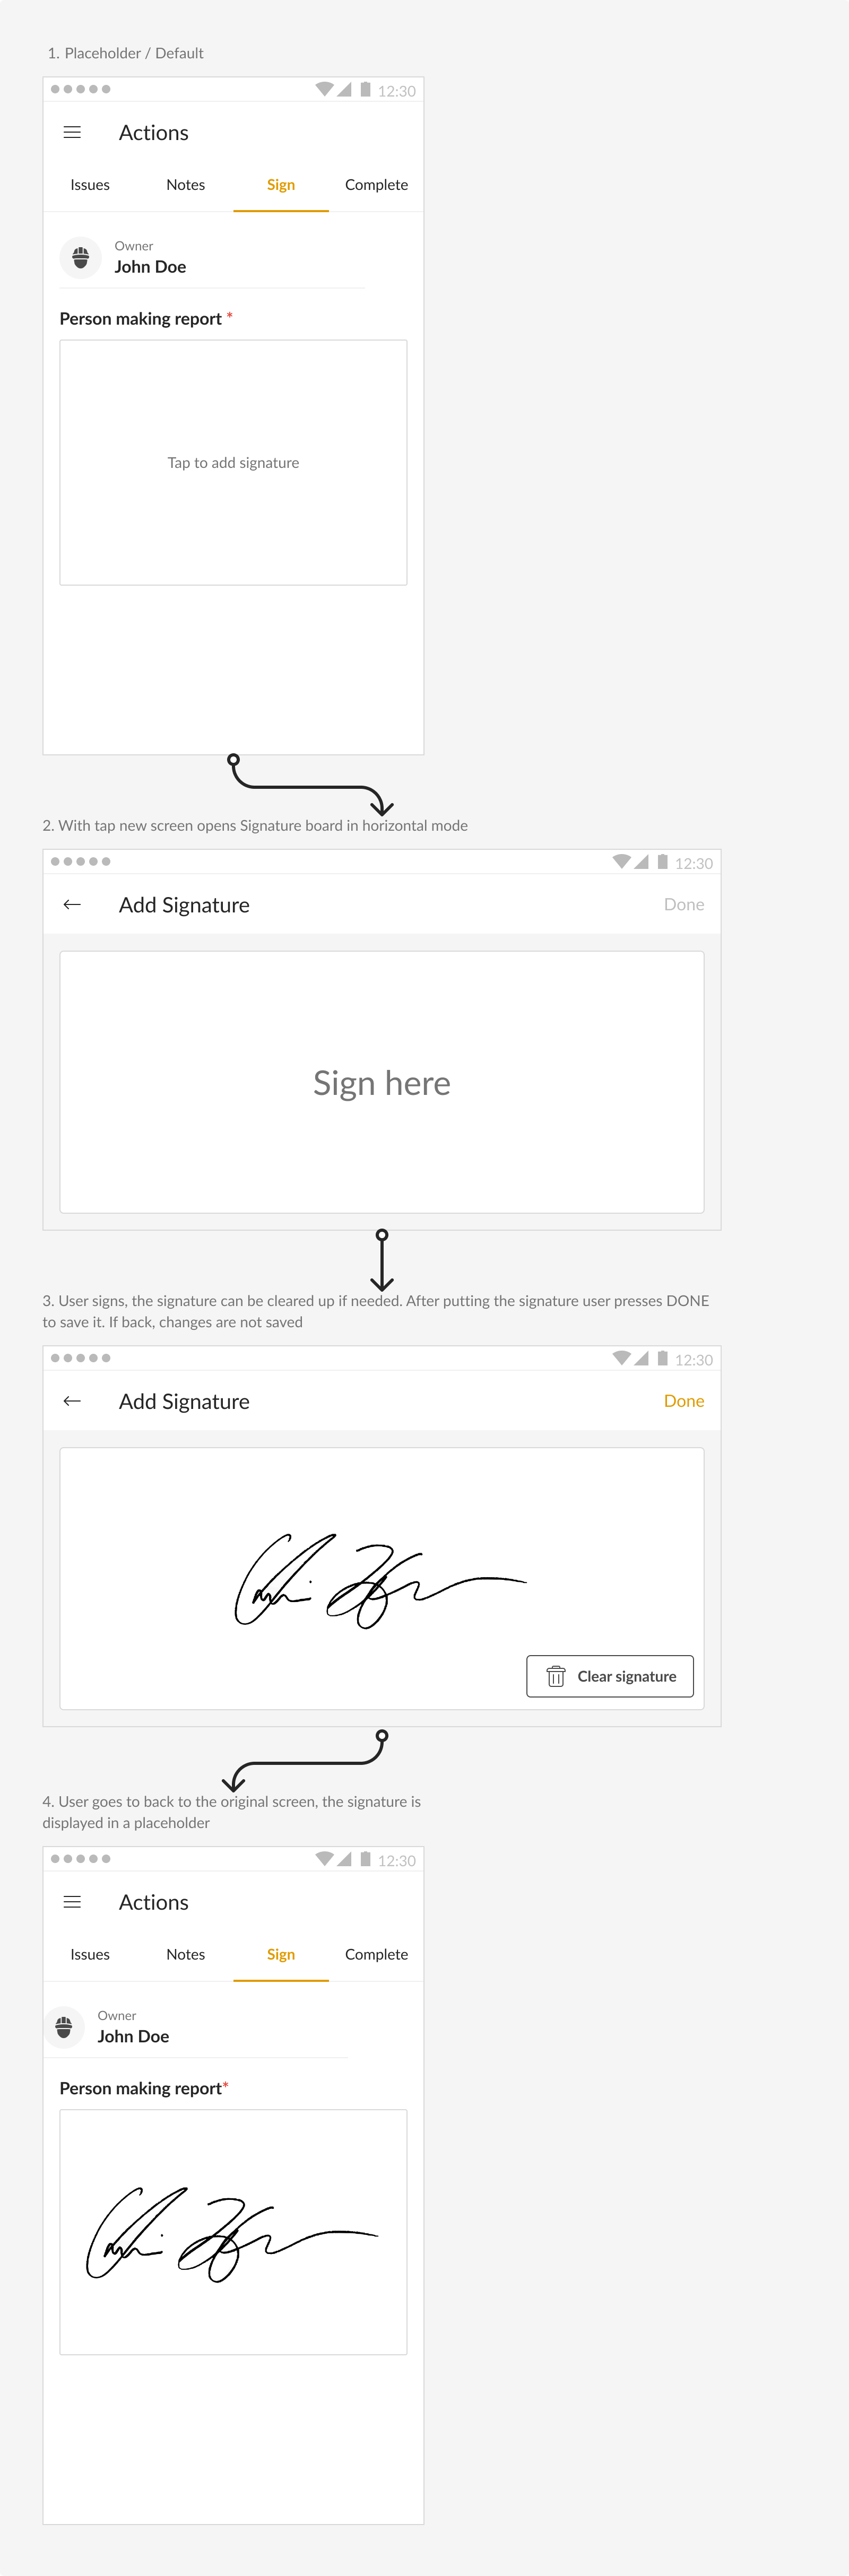 1. Placeholder / Default
12:30
Actions
Issues Notes Sign Complete
Owner
John Doe
Person making report *
Tap to add signature
2. With tap new screen opens Signature board in horizontal mode
12:30
Add Signature Done
Sign here
3. User signs, the signature can be cleared up if needed. After putting the signature user presses DONE
to save it. If back, changes are not saved
12:30
Add Signature Done
Clear signature
4. User goes to back to the original screen, the signature is
displayed in a placeholder
12:30
Actions
Issues Notes Sign Complete
Owner
John Doe
Person making report*